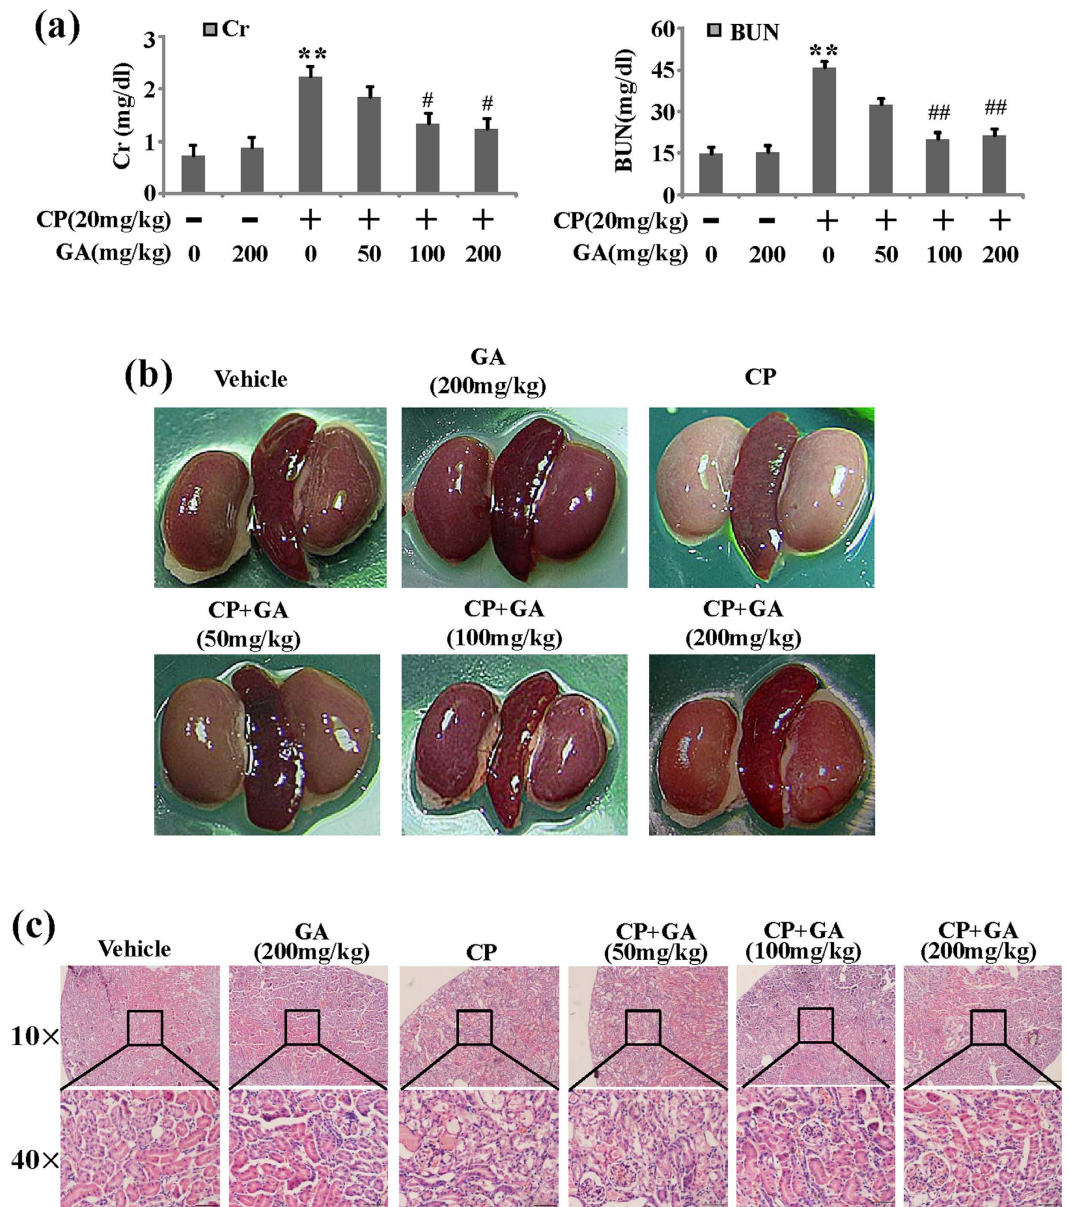 (a)
Cr
Cr (mg/dl)
3
2
1
0
**
#
#
CP(20mg/kg) − − + + + +
GA(mg/kg) 0 200 0 50 100 200
BUN
BUN(mg/dl)
60
45
30
15
0
**
##
##
CP(20mg/kg) − − + + + +
GA(mg/kg) 0 200 0 50 100 200
(b)
Vehicle
GA
(200mg/kg)
CP
CP+GA
(50mg/kg)
CP+GA
(100mg/kg)
CP+GA
(200mg/kg)
(c)
Vehicle
GA
(200mg/kg)
CP
CP+GA
(50mg/kg)
CP+GA
(100mg/kg)
CP+GA
(200mg/kg)
10×
40×